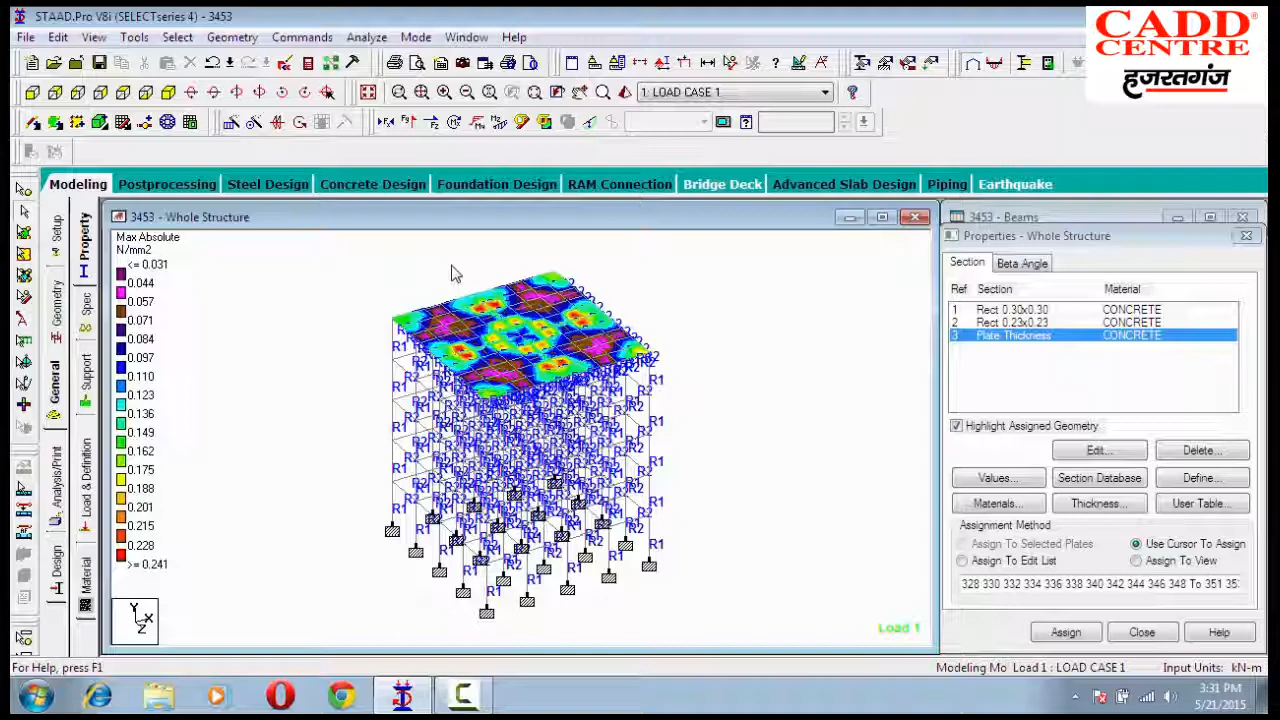 STAAD.Pro V8i (SELECTseries 4) - 3453
CADD CENTRE
हजरतगंज
File Edit View Tools Select Geometry Commands Analyze Mode Window Help
1: LOAD CASE 1
Modeling Postprocessing Steel Design Concrete Design Foundation Design RAM Connection Bridge Deck Advanced Slab Design Piping Earthquake
Setup
Geometry
General
Analysis/Print
Design
Property
Spec
Support
Load & Definition
Material
3453 - Whole Structure
Max Absolute
N/mm2
<= 0.031
0.044
0.057
0.071
0.084
0.097
0.110
0.123
0.136
0.149
0.162
0.175
0.188
0.201
0.215
0.228
>= 0.241
Y
X
Z
Load 1
3453 - Beams
Properties - Whole Structure
Section Beta Angle
Ref Section Material
1 Rect 0.30x0.30 CONCRETE
2 Rect 0.23x0.23 CONCRETE
3 Plate Thickness CONCRETE
Highlight Assigned Geometry
Edit... Delete...
Values... Section Database Define...
Materials... Thickness... User Table...
Assignment Method
Assign To Selected Plates Use Cursor To Assign
Assign To Edit List Assign To View
328 330 332 334 336 338 340 342 344 346 348 To 351 35
Assign Close Help
For Help, press F1
Modeling Mo Load 1 : LOAD CASE 1 Input Units: kN-m
3:31 PM
5/21/2015